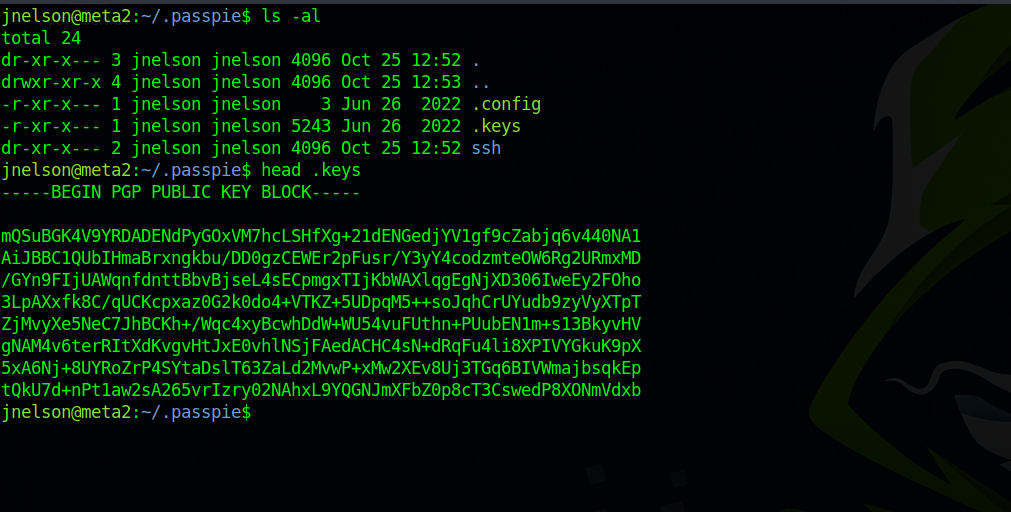 jnelson@meta2:~/.passpie$ ls -al
total 24
dr-xr-x--- 3 jnelson jnelson 4096 Oct 25 12:52 .
drwxr-xr-x 4 jnelson jnelson 4096 Oct 25 12:53 ..
-r-xr-x--- 1 jnelson jnelson    3 Jun 26  2022 .config
-r-xr-x--- 1 jnelson jnelson 5243 Jun 26  2022 .keys
dr-xr-x--- 2 jnelson jnelson 4096 Oct 25 12:52 ssh
jnelson@meta2:~/.passpie$ head .keys
-----BEGIN PGP PUBLIC KEY BLOCK-----

mQSuBGK4V9YRDADENdPyGOxVM7hcLSHfXg+21dENGedjYV1gf9cZabjq6v440NA1
AiJBBC1QUbIHmaBrxngkbu/DD0gzCEWEr2pFusr/Y3yY4codzmteOW6Rg2URmxMD
/GYn9FIjUAWqnfdnttBbvBjseL4sECpmgxTIjKbWAXlqgEgNjXD306IweEy2FOho
3LpAXxfk8C/qUCKcpxaz0G2k0do4+VTKZ+5UDpqM5++soJqhCrUYudb9zyVyXTpT
ZjMvyXe5NeC7JhBCKh+/Wqc4xyBcwhDdW+WU54vuFUthn+PUubEN1m+s13BkyvHV
gNAM4v6terRItXdKvgvHtJxE0vhlNSjFAedACHC4sN+dRqFu4li8XPIVYGkuK9pX
5xA6Nj+8UYRoZrP4SYtaDslT63ZaLd2MvwP+xMw2XEv8Uj3TGq6BIVWmajbsqkEp
tQkU7d+nPt1aw2sA265vrIzry02NAhxL9YQGNJmXFbZ0p8cT3CswedP8XONmVdxb
jnelson@meta2:~/.passpie$